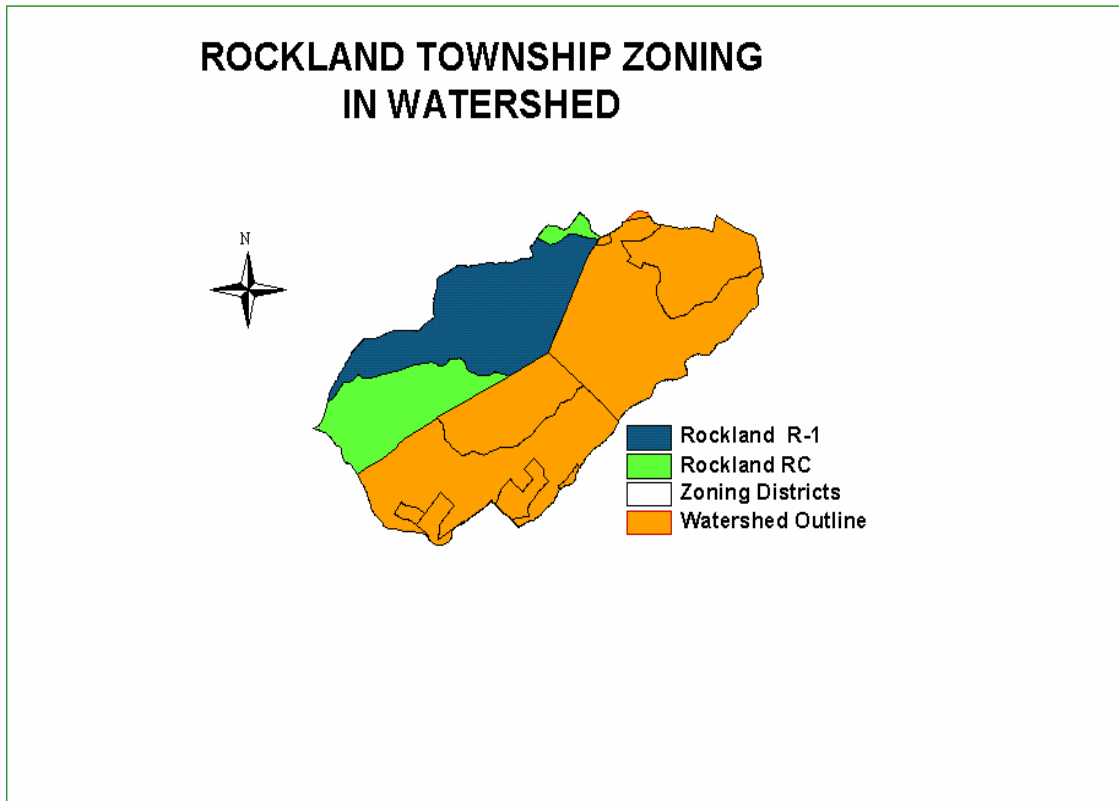 ROCKLAND TOWNSHIP ZONING
IN WATERSHED
N
Rockland R-1
Rockland RC
Zoning Districts
Watershed Outline